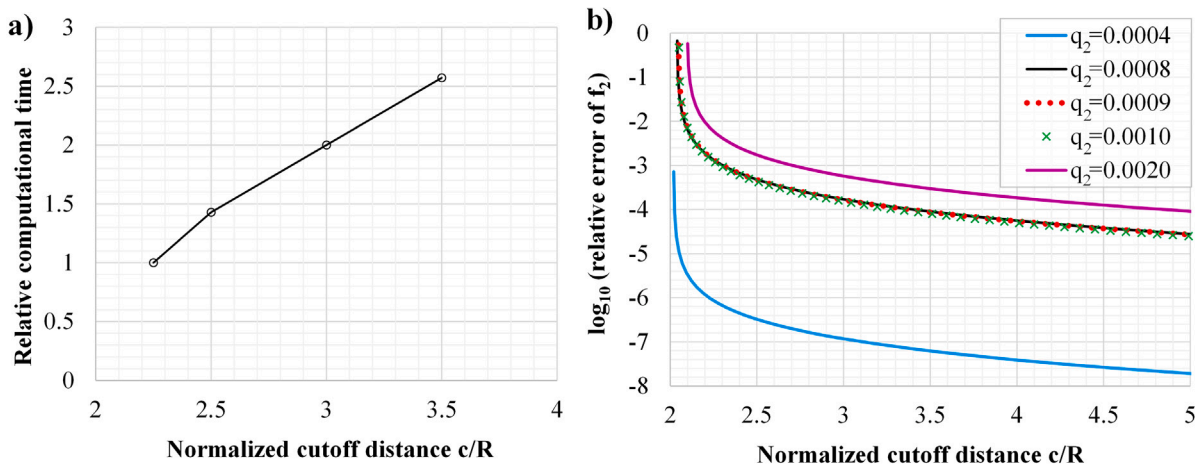 a)
Relative computational time
3
2.5
2
1.5
1
0.5
0
2
2.5
3
3.5
4
Normalized cutoff distance c/R
b)
log₁₀ (relative error of f₂)
0
-1
-2
-3
-4
-5
-6
-7
-8
2
2.5
3
3.5
4
4.5
5
Normalized cutoff distance c/R
q₂=0.0004
q₂=0.0008
q₂=0.0009
q₂=0.0010
q₂=0.0020